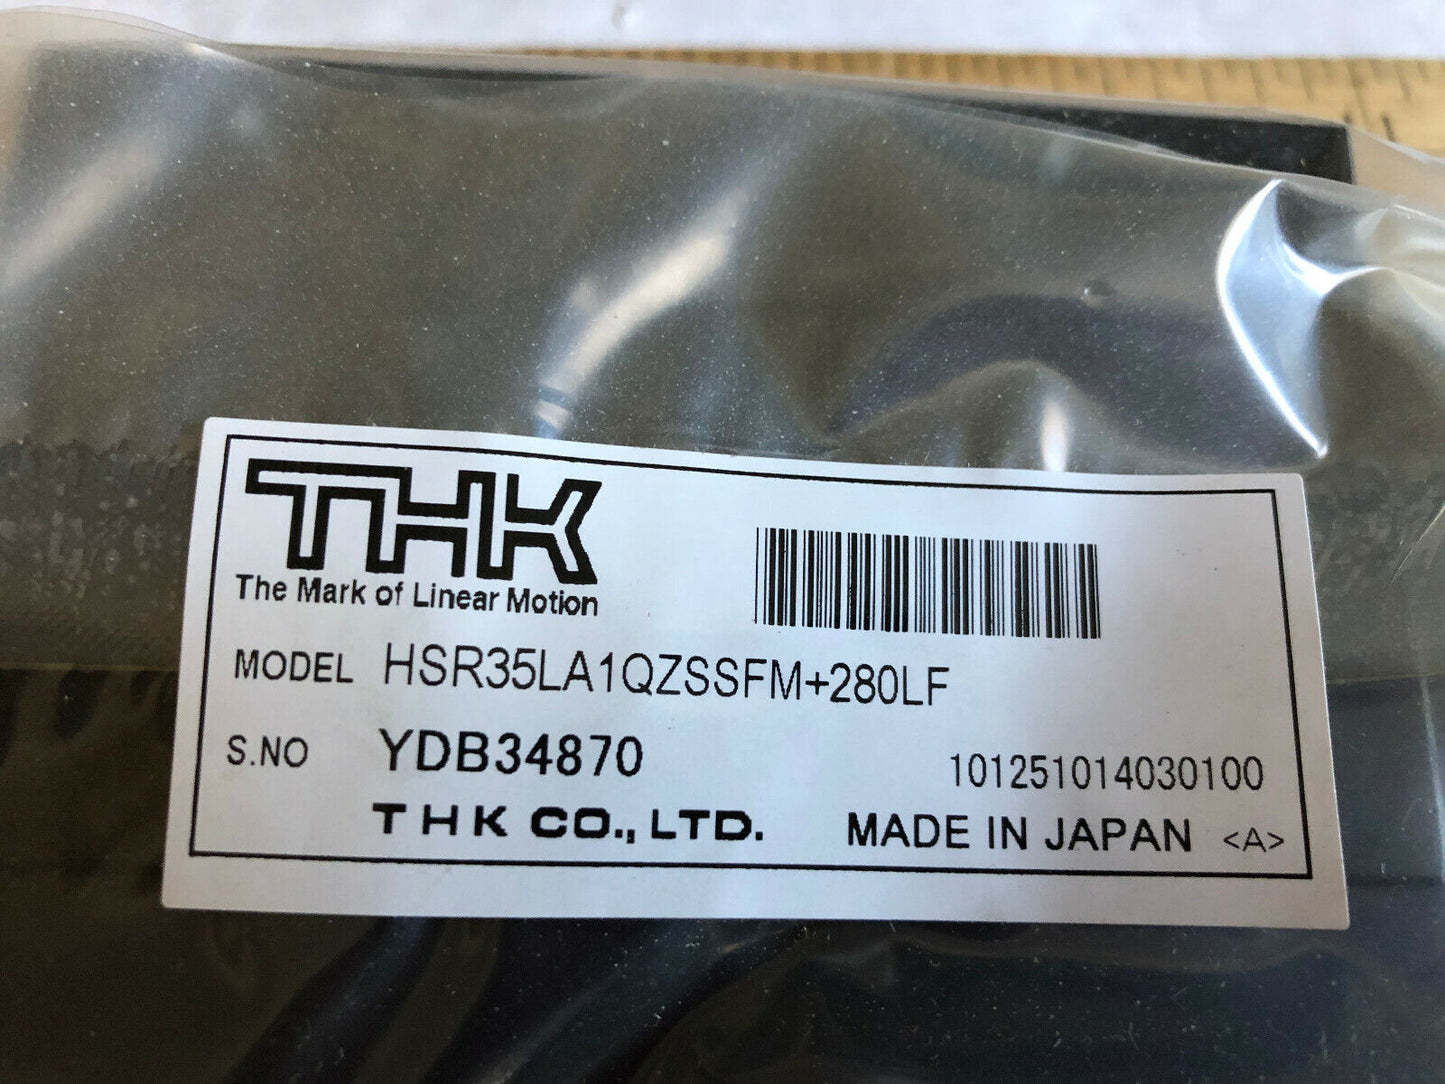 THK
The Mark of Linear Motion
MODEL HSR35LA1QZSSFM+280LF
S.NO YDB34870 101251014030100
THK CO., LTD. MADE IN JAPAN <A>